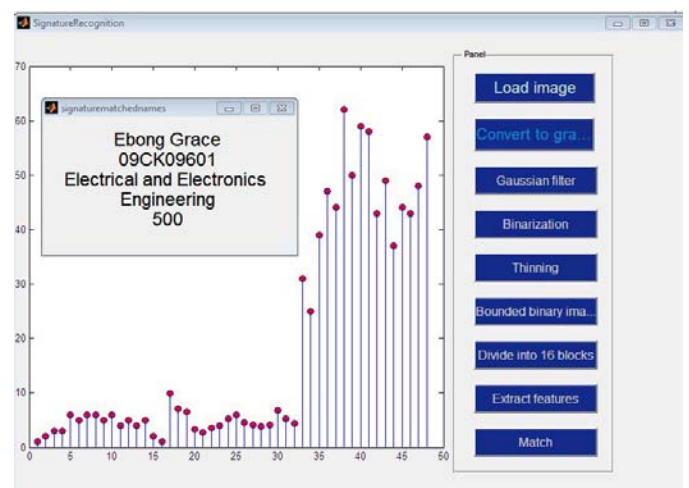 SignatureRecognition
Panel
70
60
50
40
30
20
10
0
0 5 10 15 20 25 30 35 40 45 50
signaturematchednames
Ebong Grace
09CK09601
Electrical and Electronics
Engineering
500
Load image
Convert to gra...
Gaussian filter
Binarization
Thinning
Bounded binary ima...
Divide into 16 blocks
Extract features
Match